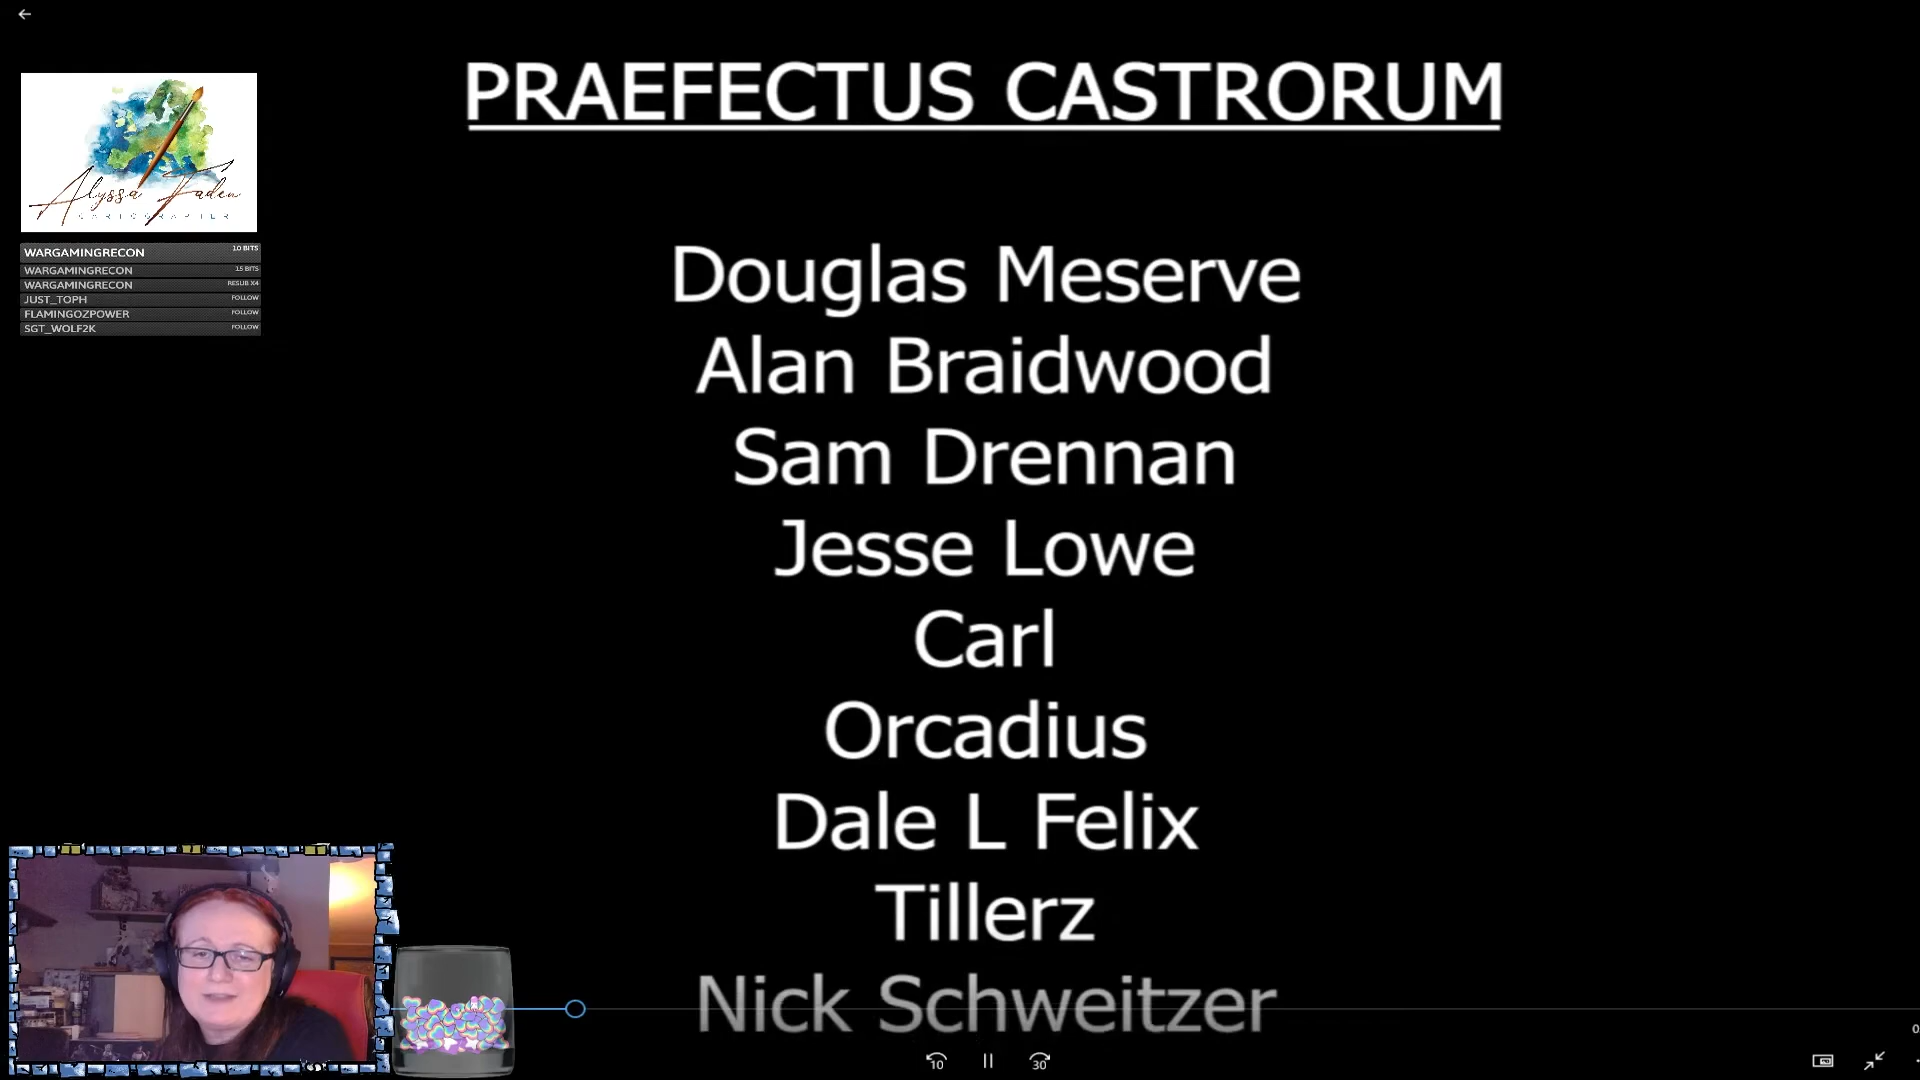 PRAEFECTUS CASTRORUM
Alyssa Faden
CARTOGRAPHER
WARGAMINGRECON 10 BITS
WARGAMINGRECON 15 BITS
WARGAMINGRECON RESUB X4
JUST_TOPH FOLLOW
FLAMINGOZPOWER FOLLOW
SGT_WOLF2K FOLLOW
Douglas Meserve
Alan Braidwood
Sam Drennan
Jesse Lowe
Carl
Orcadius
Dale L Felix
Tillerz
Nick Schweitzer
10
30